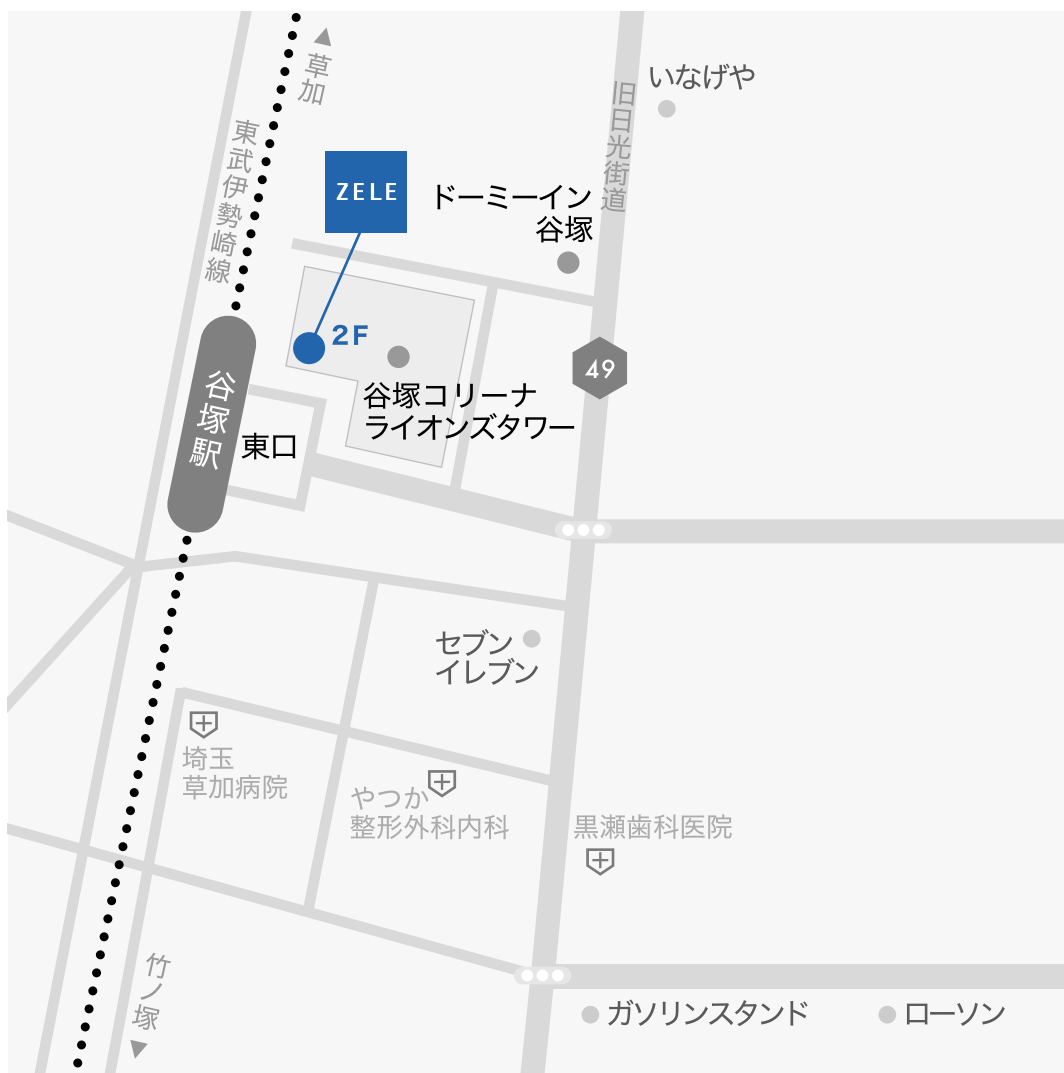 草加
いなげや
旧日光街道
東武伊勢崎線
ZELE
ドーミーイン
谷塚
2F
49
谷塚コリーナ
ライオンズタワー
谷塚駅
東口
セブン
イレブン
埼玉
草加病院
やつか
整形外科内科
黒瀬歯科医院
竹ノ塚
ガソリンスタンド
ローソン